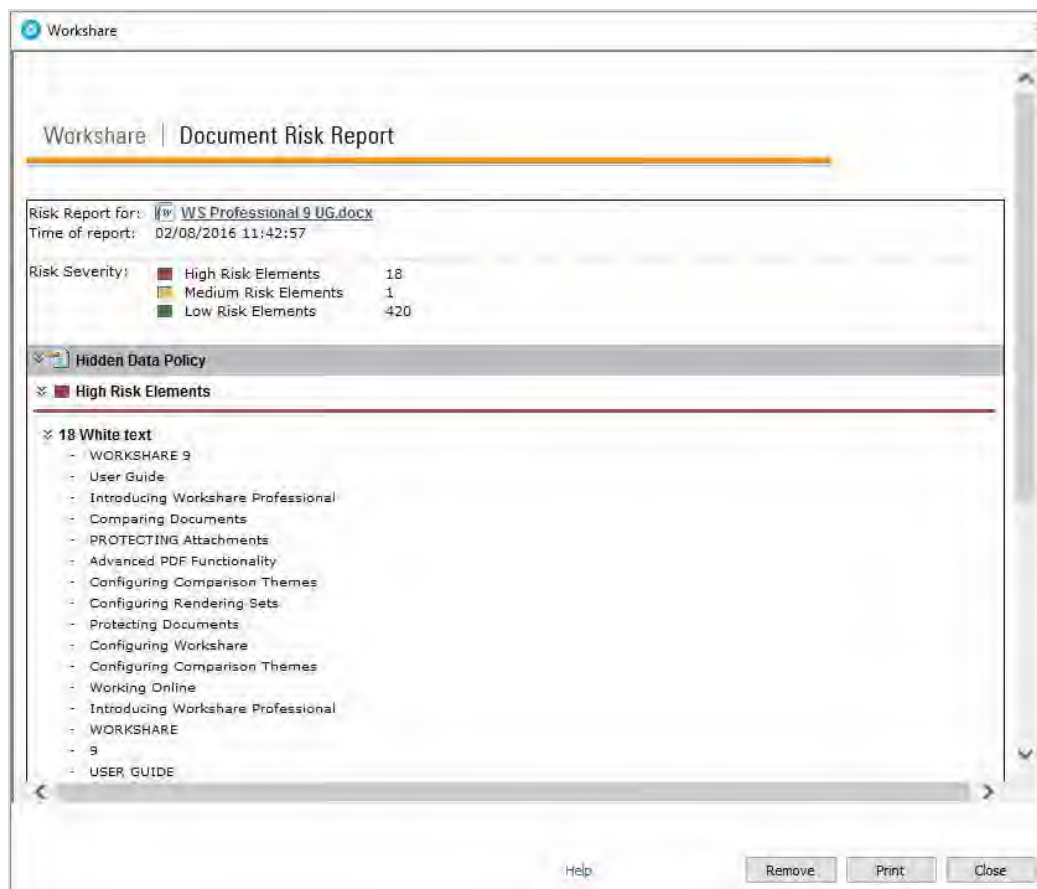 Workshare
Workshare | Document Risk Report
Risk Report for: WS Professional 9 UG.docx
Time of report: 02/08/2016 11:42:57
Risk Severity: High Risk Elements 18
Medium Risk Elements 1
Low Risk Elements 420
Hidden Data Policy
High Risk Elements
18 White text
- WORKSHARE 9
- User Guide
- Introducing Workshare Professional
- Comparing Documents
- PROTECTING Attachments
- Advanced PDF Functionality
- Configuring Comparison Themes
- Configuring Rendering Sets
- Protecting Documents
- Configuring Workshare
- Configuring Comparison Themes
- Working Online
- Introducing Workshare Professional
- WORKSHARE
- 9
- USER GUIDE
Help Remove Print Close